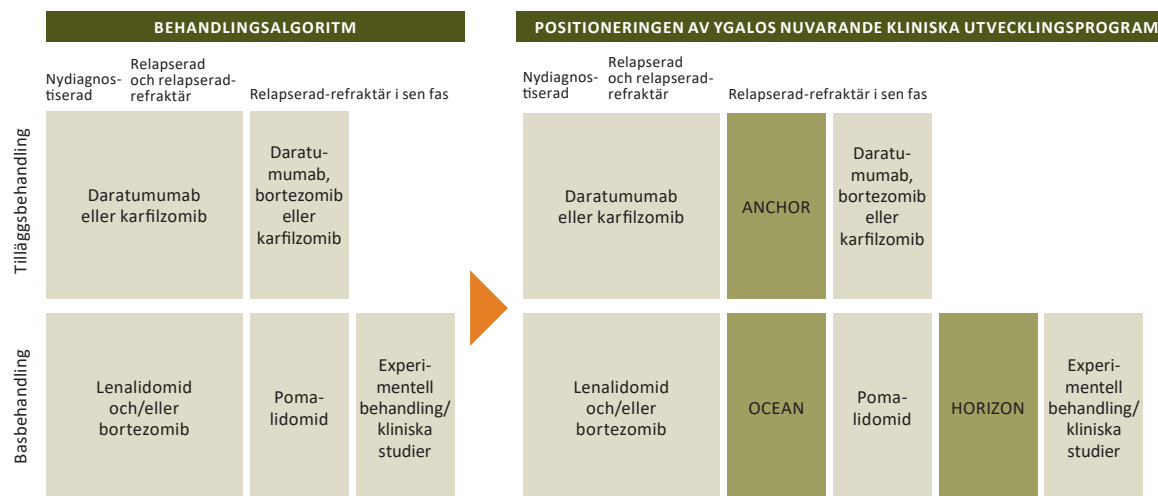 BEHANDLINGSALGORITM
Nydiagnos-
tiserad
Relapserad
och relapserad-
refraktär
Relapserad-refraktär i sen fas
Tilläggsbehandling
Daratumumab
eller karfilzomib
Daratu-
mumab,
bortezomib
eller
karfilzomib
Basbehandling
Lenalidomid
och/eller
bortezomib
Poma-
lidomid
Experi-
mentell
behandling/
kliniska
studier
POSITIONERINGEN AV YGALOS NUVARANDE KLINISKA UTVECKLINGSPROGRAM
Nydiagnos-
tiserad
Relapserad
och relapserad-
refraktär
Relapserad-refraktär i sen fas
Daratumumab
eller karfilzomib
ANCHOR
Daratu-
mumab,
bortezomib
eller
karfilzomib
Lenalidomid
och/eller
bortezomib
OCEAN
Poma-
lidomid
HORIZON
Experi-
mentell
behandling/
kliniska
studier